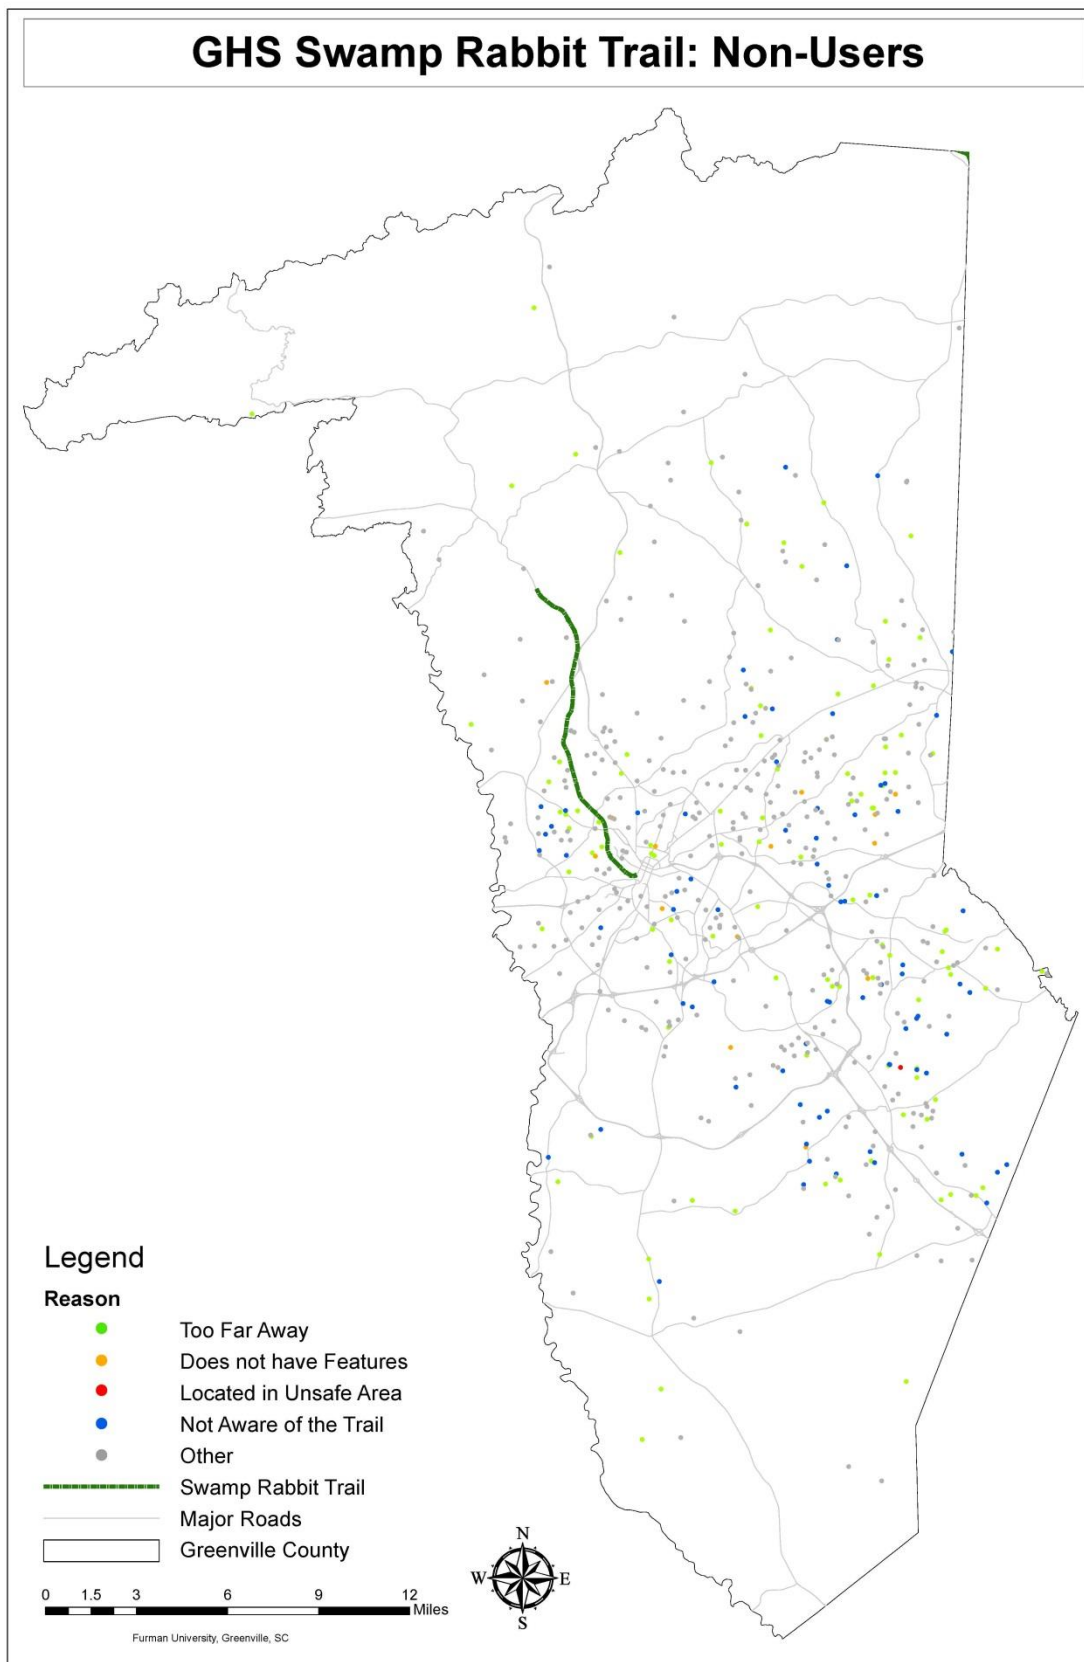 GHS Swamp Rabbit Trail: Non-Users
Legend
Reason
Too Far Away
Does not have Features
Located in Unsafe Area
Not Aware of the Trail
Other
Swamp Rabbit Trail
Major Roads
Greenville County
0 1.5 3 6 9 12
Miles
Furman University, Greenville, SC
N
W E
S